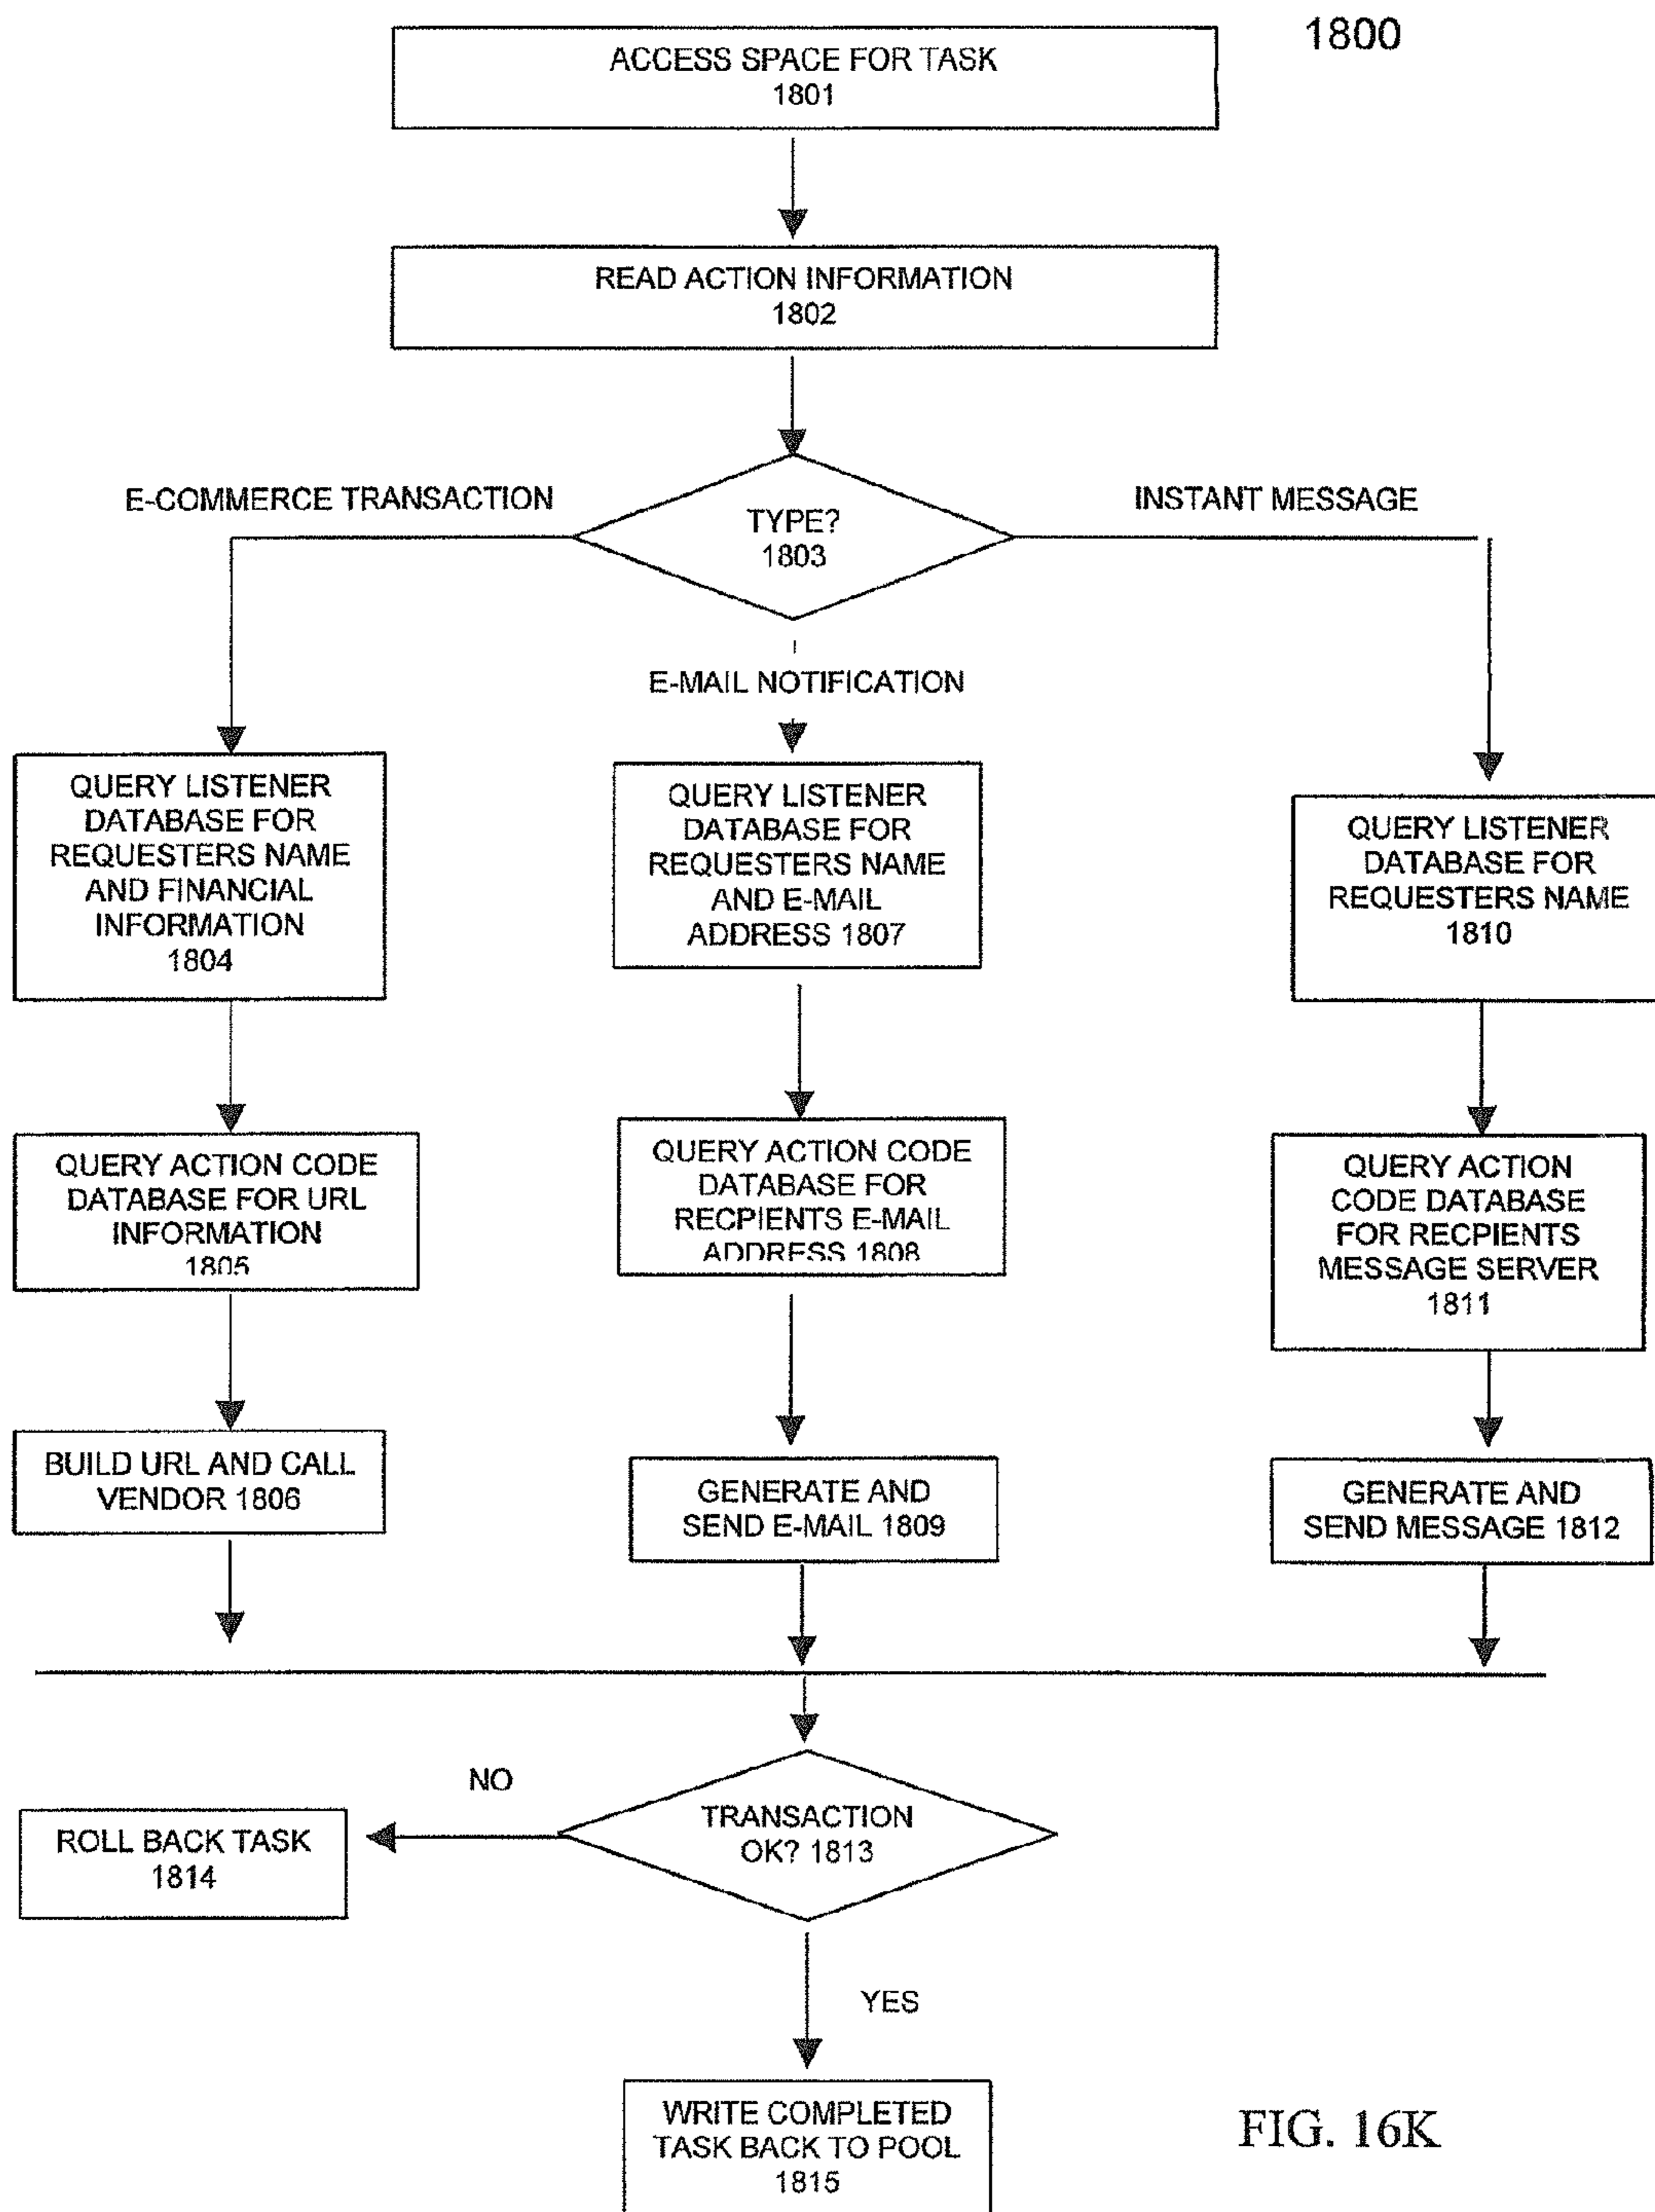 1800
ACCESS SPACE FOR TASK
1801
READ ACTION INFORMATION
1802
E-COMMERCE TRANSACTION
TYPE?
1803
INSTANT MESSAGE
E-MAIL NOTIFICATION
QUERY LISTENER
DATABASE FOR
REQUESTERS NAME
AND FINANCIAL
INFORMATION
1804
QUERY LISTENER
DATABASE FOR
REQUESTERS NAME
AND E-MAIL
ADDRESS 1807
QUERY LISTENER
DATABASE FOR
REQUESTERS NAME
1810
QUERY ACTION CODE
DATABASE FOR URL
INFORMATION
1805
QUERY ACTION CODE
DATABASE FOR
RECPIENTS E-MAIL
ADDRESS 1808
QUERY ACTION
CODE DATABASE
FOR RECPIENTS
MESSAGE SERVER
1811
BUILD URL AND CALL
VENDOR 1806
GENERATE AND
SEND E-MAIL 1809
GENERATE AND
SEND MESSAGE 1812
NO
TRANSACTION
OK? 1813
ROLL BACK TASK
1814
YES
WRITE COMPLETED
TASK BACK TO POOL
1815
FIG. 16K